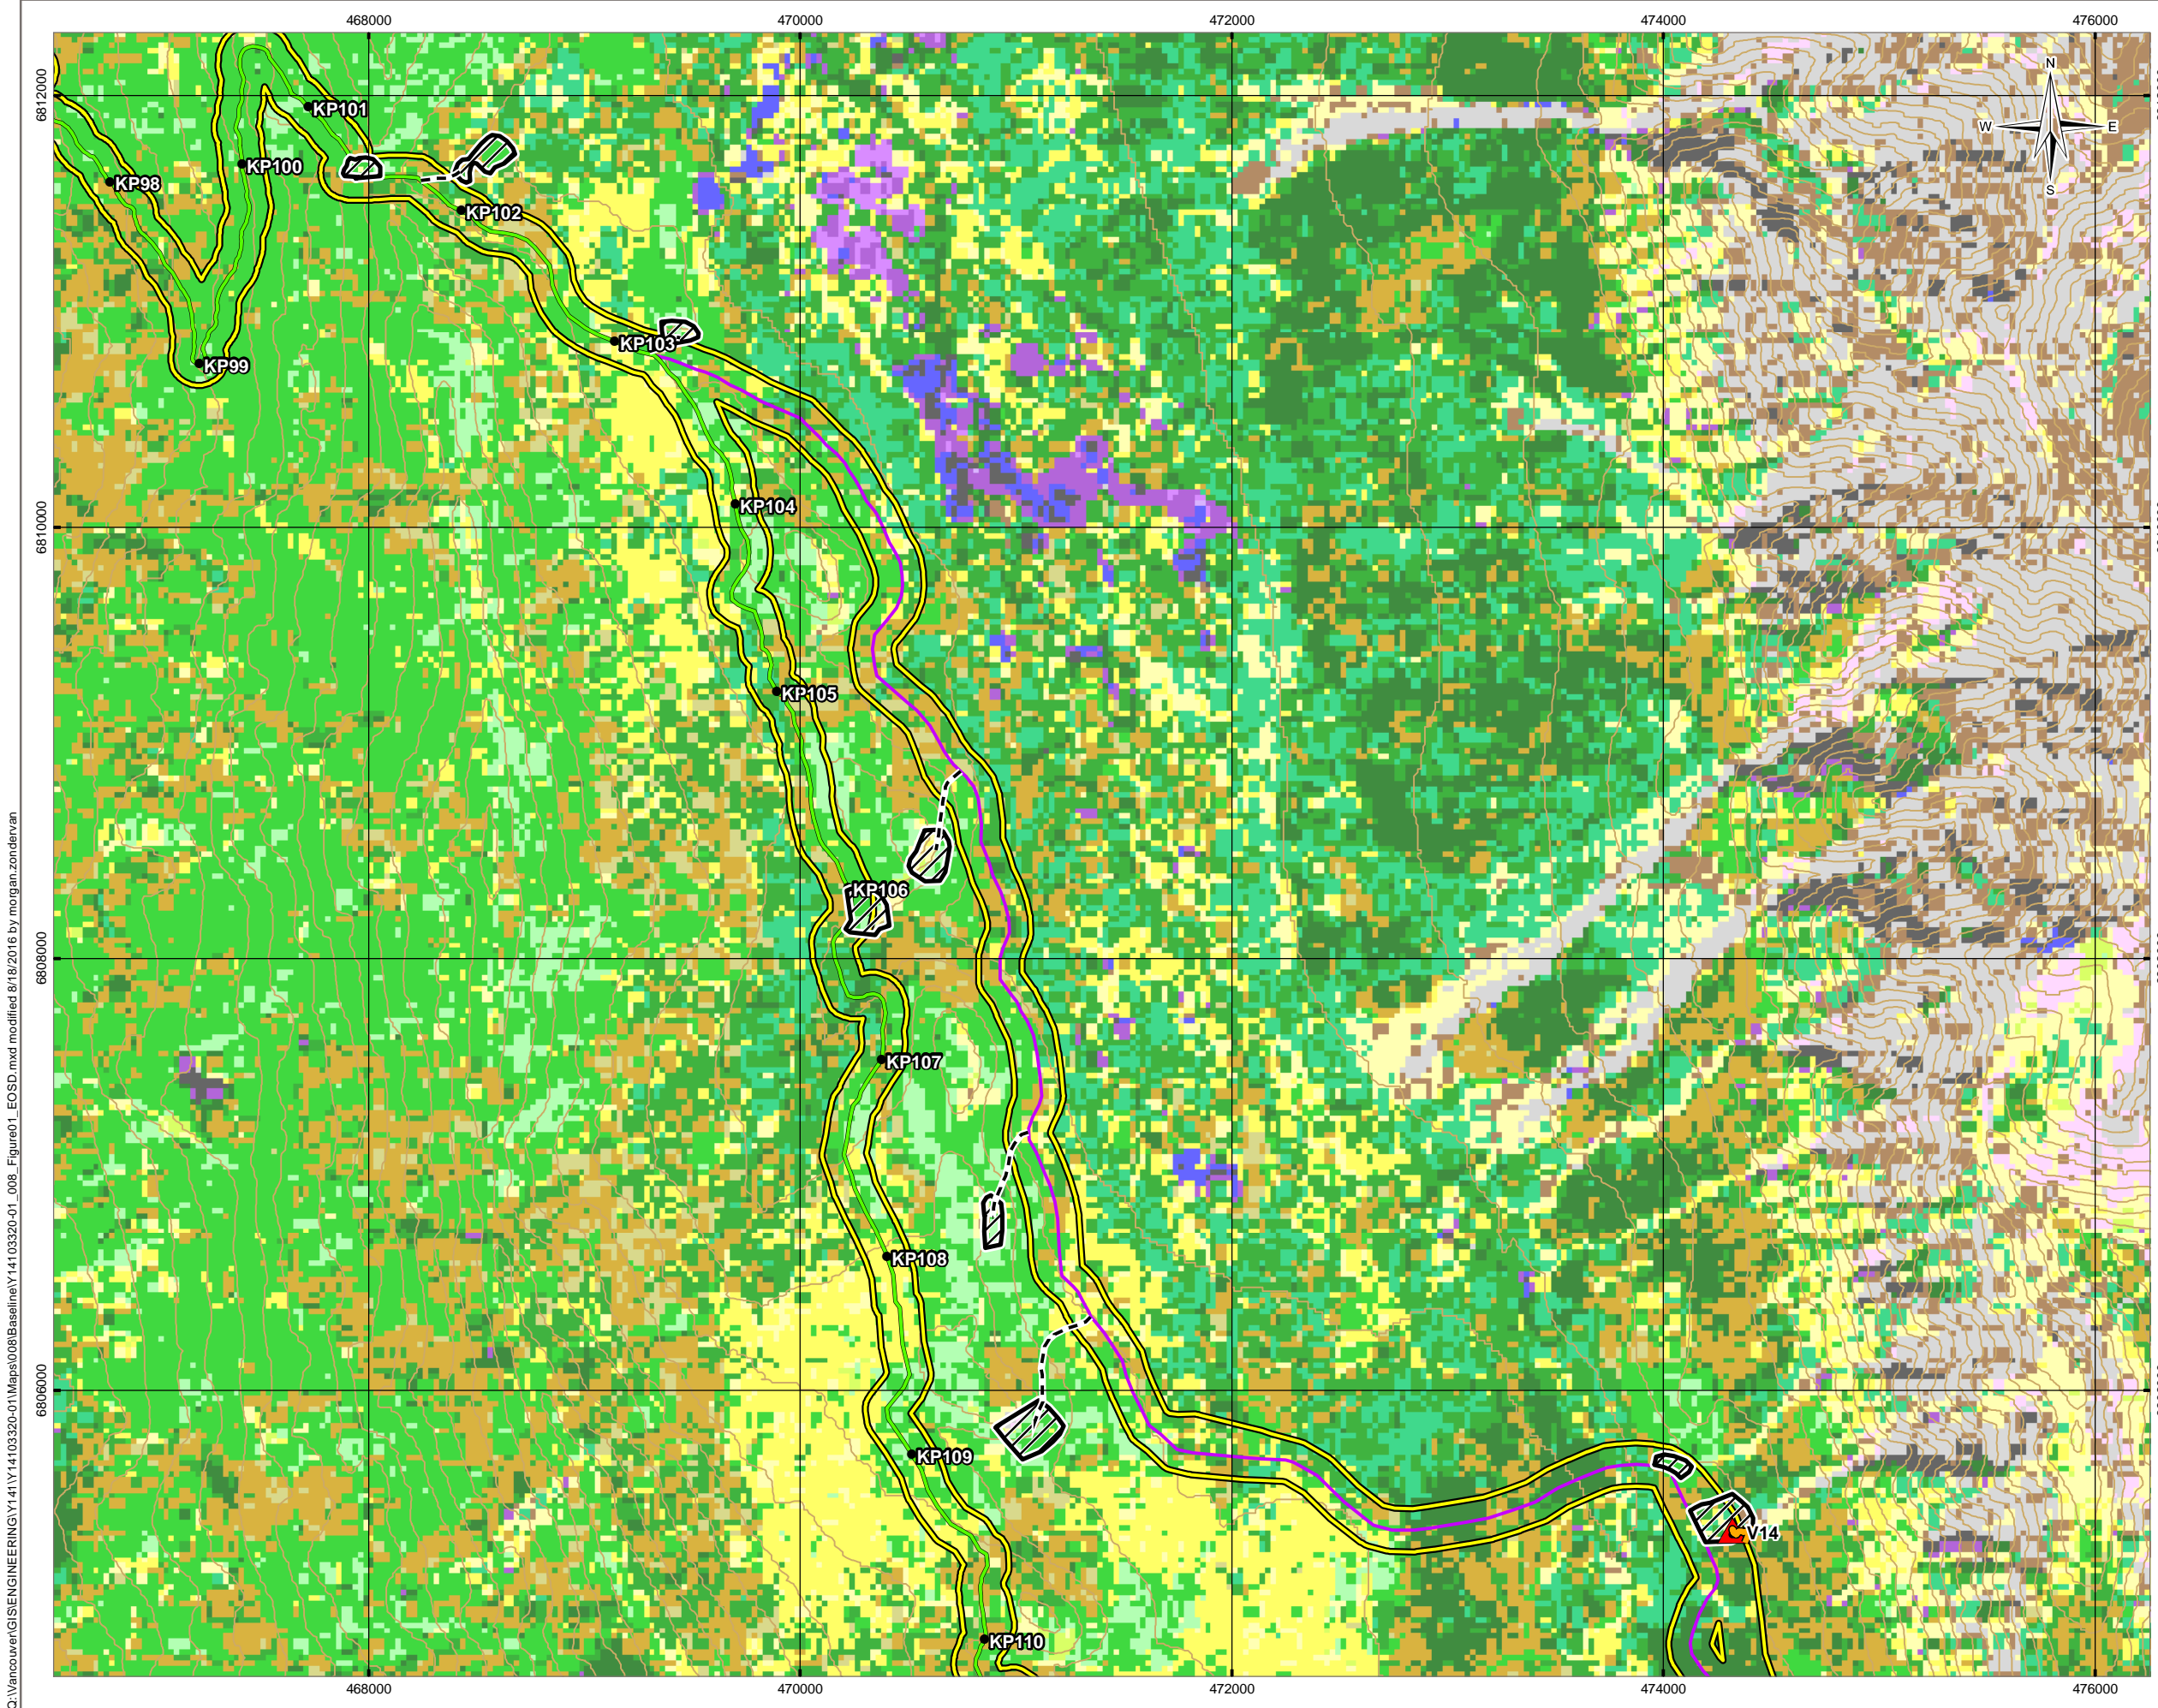 468000 470000 472000 474000 476000
6812000
6810000
6808000
6806000
N
W E
S
KP101
KP100
KP98
KP102
KP103
KP99
KP104
KP105
KP106
KP107
KP108
KP109
V14
KP110
468000 470000 472000 474000 476000
Q:\Vancouver\GIS\ENGINEERING\Y141\Y14103320-01\Maps\008\Baseline\Y14103320-01_008_Figure01_EOSD.mxd modified 8/18/2016 by morgan.zondervan